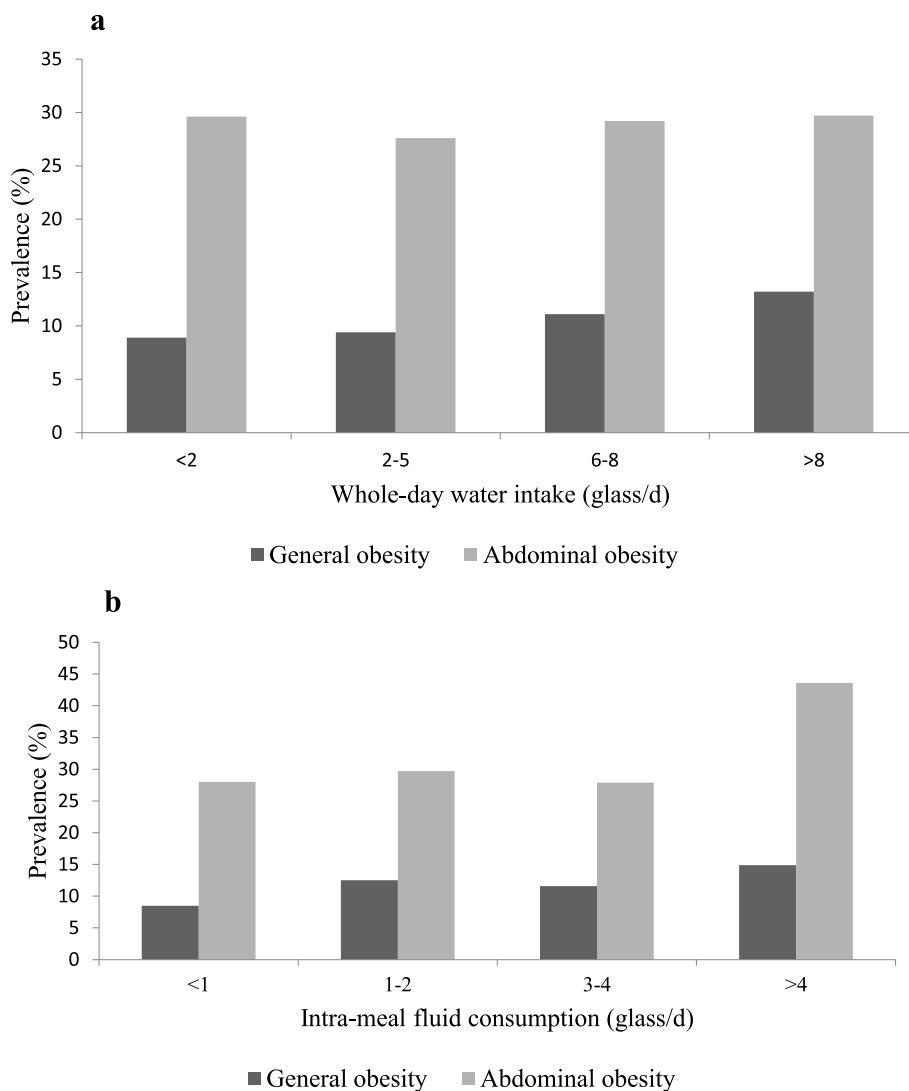 a
35
30
25
20
15
10
5
0
Prevalence (%)
<2 2-5 6-8 >8
Whole-day water intake (glass/d)
General obesity Abdominal obesity
b
50
45
40
35
30
25
20
15
10
5
0
Prevalence (%)
<1 1-2 3-4 >4
Intra-meal fluid consumption (glass/d)
General obesity Abdominal obesity